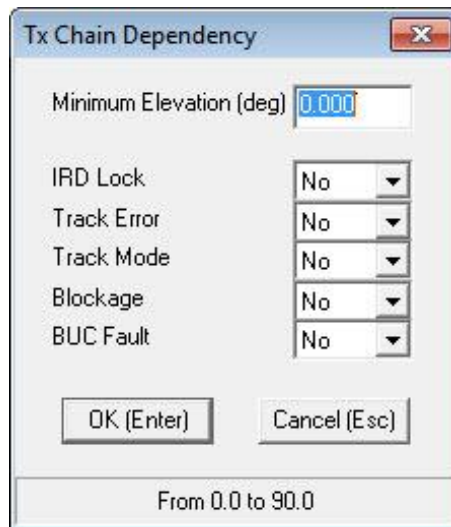 Tx Chain Dependency
Minimum Elevation (deg) 0.000
IRD Lock No
Track Error No
Track Mode No
Blockage No
BUC Fault No
OK (Enter) Cancel (Esc)
From 0.0 to 90.0